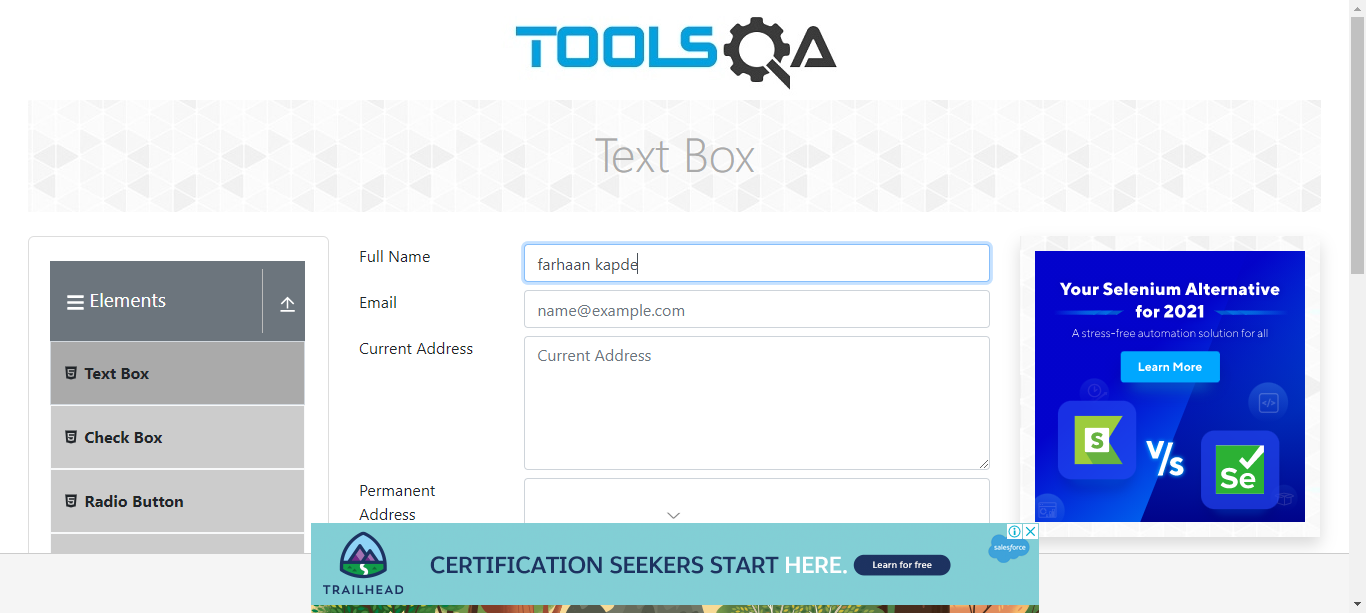 TOOLSQA
Text Box
Elements
Text Box
Check Box
Radio Button
Full Name
farhaan kapde
Email
name@example.com
Current Address
Current Address
Permanent
Address
Your Selenium Alternative
for 2021
A stress-free automation solution for all
Learn More
S
V/s
Se
TRAILHEAD
CERTIFICATION SEEKERS START HERE.
Learn for free
salesforce